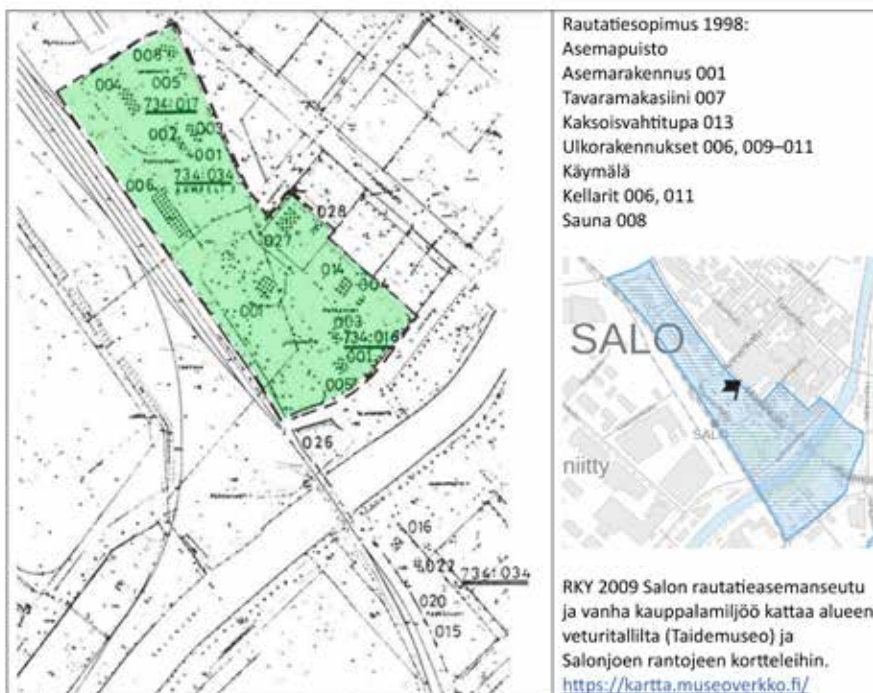 008
004
005
734:017
002
003
001
734:034
006
028
027
014
004
001
003
734:016
001
005
026
016
022
734:034
020
015
Rautatiesopimus 1998:
Asemapuisto
Asemarakennus 001
Tavaramakasiini 007
Kaksoisvahtitupa 013
Ulkorakennukset 006, 009–011
Käymälä
Kellarit 006, 011
Sauna 008
SALO
SALO
niitty
RKY 2009 Salon rautatieasemanseutu
ja vanha kauppalamiljöö kattaa alueen
veturitallilta (Taidemuseo) ja
Salonjoen rantojeen kortteleihin.
https://kartta.museoverkko.fi/